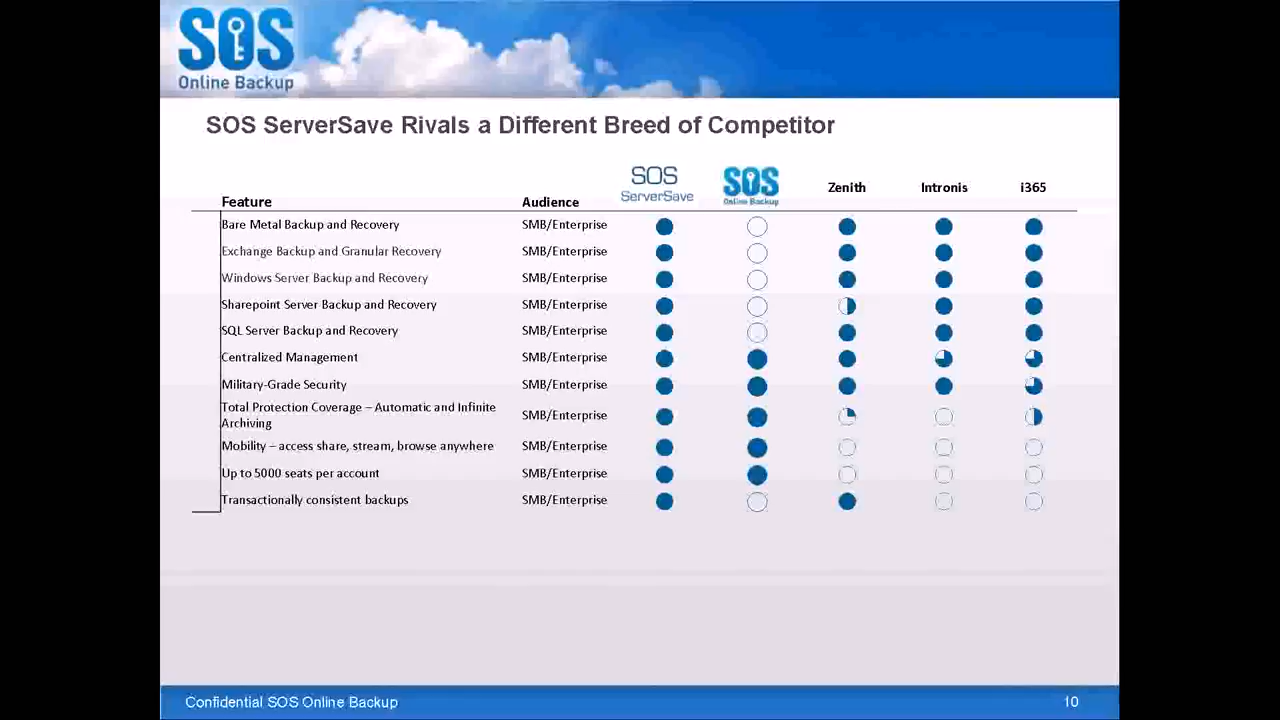 SOS
Online Backup
SOS ServerSave Rivals a Different Breed of Competitor
SOS
ServerSave
SOS
Online Backup
Zenith
Intronis
i365
Feature
Audience
Bare Metal Backup and Recovery SMB/Enterprise
Exchange Backup and Granular Recovery SMB/Enterprise
Windows Server Backup and Recovery SMB/Enterprise
Sharepoint Server Backup and Recovery SMB/Enterprise
SQL Server Backup and Recovery SMB/Enterprise
Centralized Management SMB/Enterprise
Military-Grade Security SMB/Enterprise
Total Protection Coverage – Automatic and Infinite
Archiving
SMB/Enterprise
Mobility – access share, stream, browse anywhere SMB/Enterprise
Up to 5000 seats per account SMB/Enterprise
Transactionally consistent backups SMB/Enterprise
Confidential SOS Online Backup
10